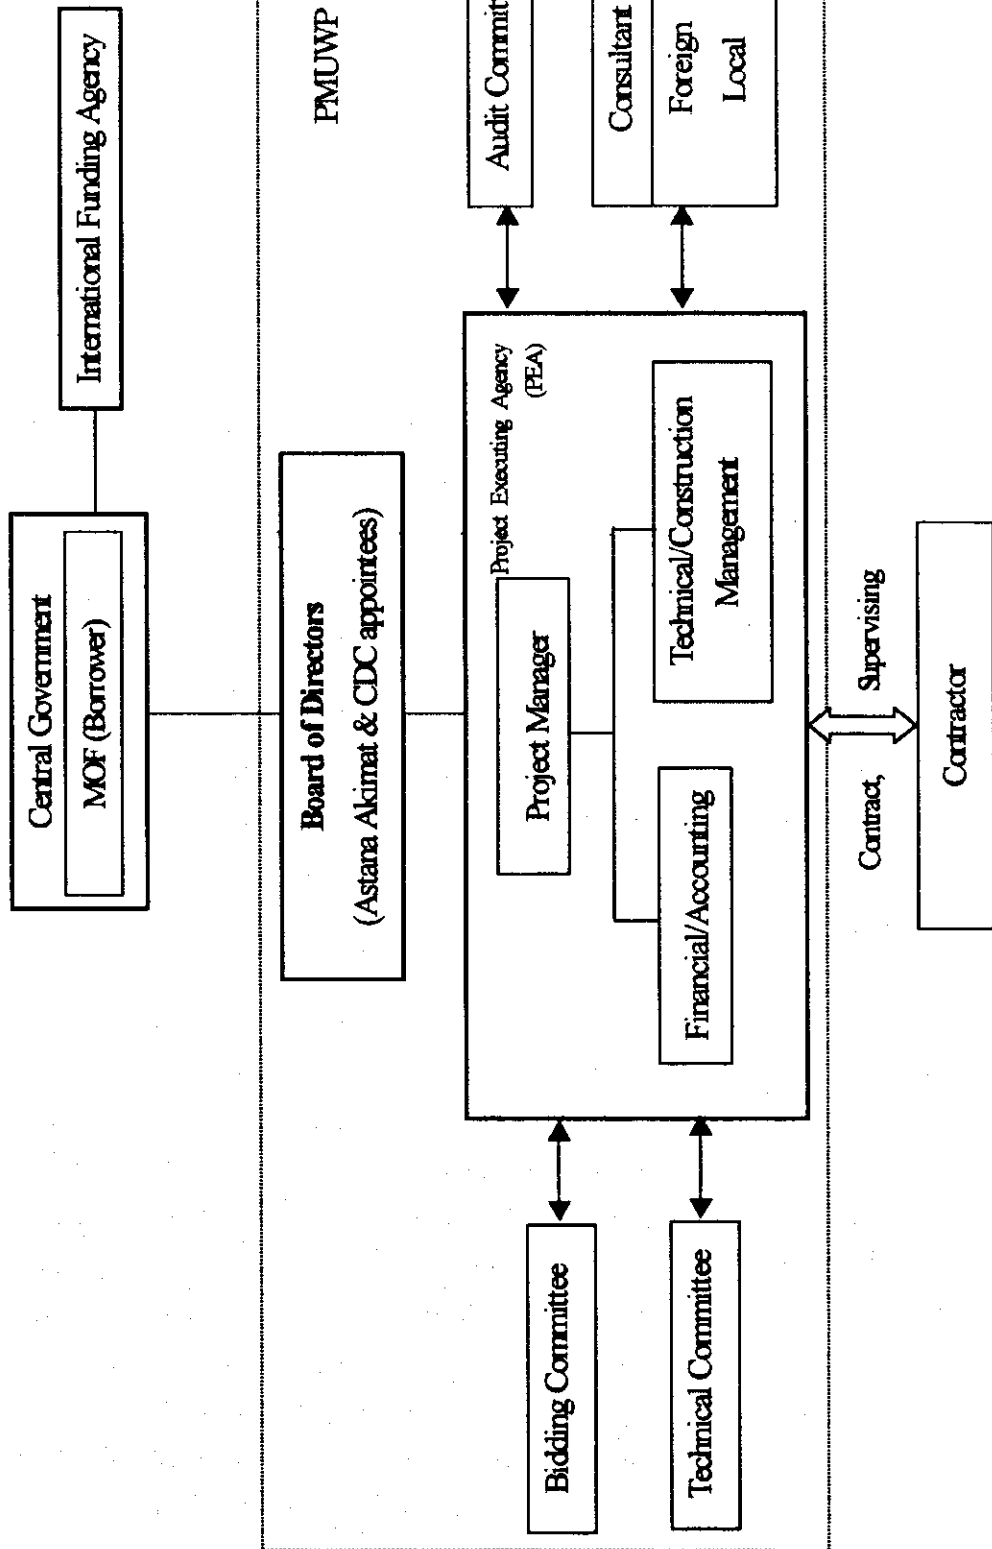 Central Government
MOF (Borrower)
International Funding Agency
PMUWP
Board of Directors
(Astana Akimat & CDC appointees)
Audit Committ
Project Executing Agency
(PEA)
Project Manager
Bidding Committee
Consultant
Foreign
Local
Technical Committee
Financial/Accounting
Technical/Construction
Management
Contract, Supervising
Contractor